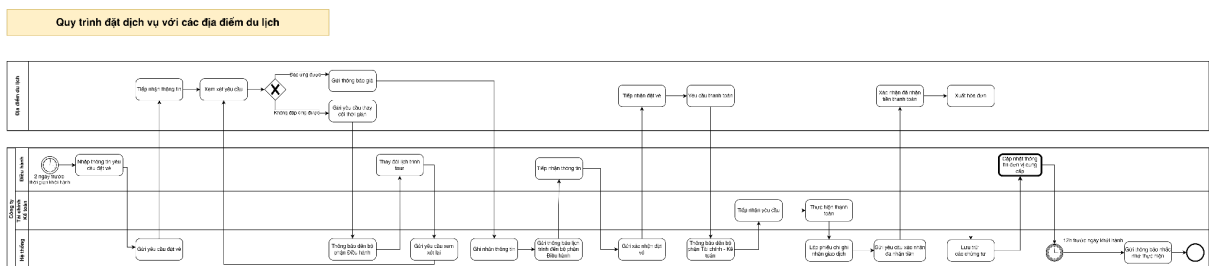 Quy trình đặt dịch vụ với các địa điểm du lịch
Địa điểm du lịch
Tiếp nhận thông tin
Xem xét yêu cầu
Đáp ứng được
Không đáp ứng được
Gửi thông báo giá
Gửi yêu cầu thay
đổi thời gian
Tiếp nhận đặt vé
Yêu cầu thanh toán
Xác nhận đã nhận
tiền thanh toán
Xuất hóa đơn
Công ty
Điều hành
2 ngày trước
thời gian khởi hành
Nhập thông tin yêu
cầu đặt vé
Thay đổi lịch trình
tour
Tiếp nhận thông tin
Cập nhật thông
tin đơn vị cung
cấp
Tài chính
Kế toán
Tiếp nhận yêu cầu
Thực hiện thanh
toán
Hệ thống
Gửi yêu cầu đặt vé
Thông báo đến bộ
phận Điều hành
Gửi yêu cầu xem
xét lại
Ghi nhận thông tin
Gửi thông báo lịch
trình đến bộ phận
Điều hành
Gửi xác nhận đặt
vé
Thông báo đến bộ
phận Tài chính - Kế
toán
Lập phiếu chi ghi
nhận giao dịch
Gửi yêu cầu xác nhận
đã nhận tiền
Lưu trữ
các chứng từ
12h trước ngày khởi hành
Gửi thông báo nhắc
nhở thực hiện